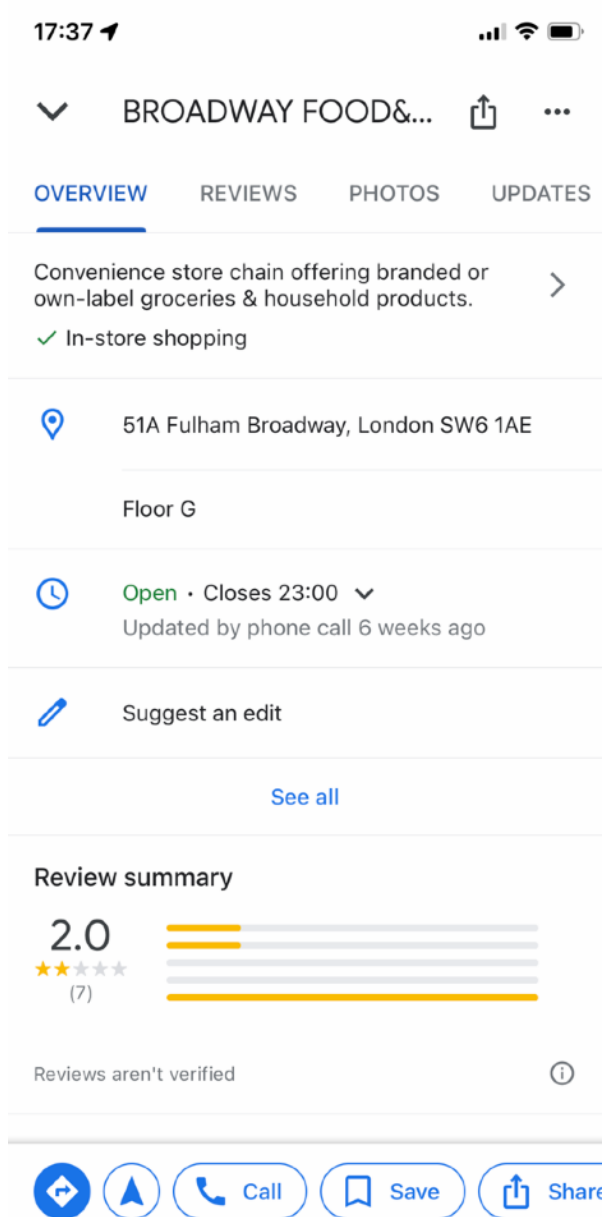 17:37
BROADWAY FOOD&...
OVERVIEW REVIEWS PHOTOS UPDATES
Convenience store chain offering branded or
own-label groceries & household products.
In-store shopping
51A Fulham Broadway, London SW6 1AE
Floor G
Open · Closes 23:00
Updated by phone call 6 weeks ago
Suggest an edit
See all
Review summary
2.0
(7)
Reviews aren't verified
Call Save Share